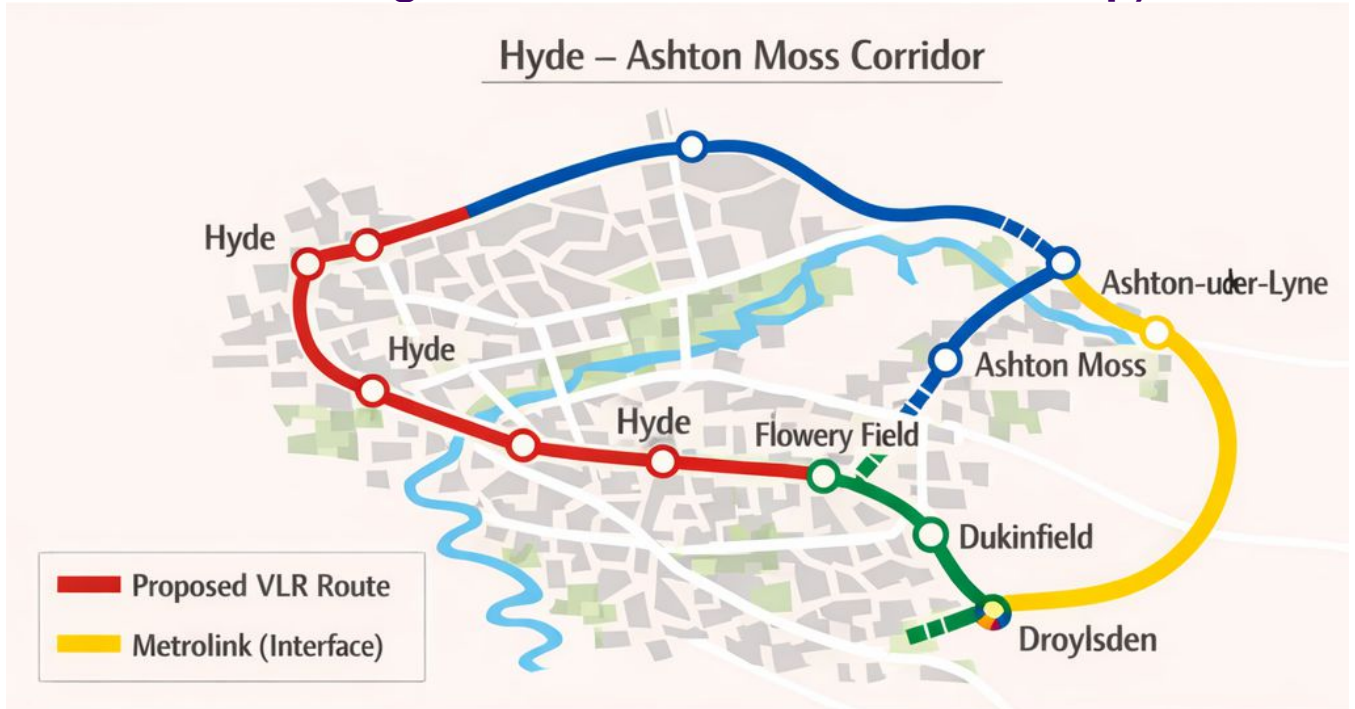 Hyde – Ashton Moss Corridor
Hyde
Ashton-uder-Lyne
Hyde
Ashton Moss
Hyde
Flowery Field
Dukinfield
Proposed VLR Route
Metrolink (Interface)
Droylsden